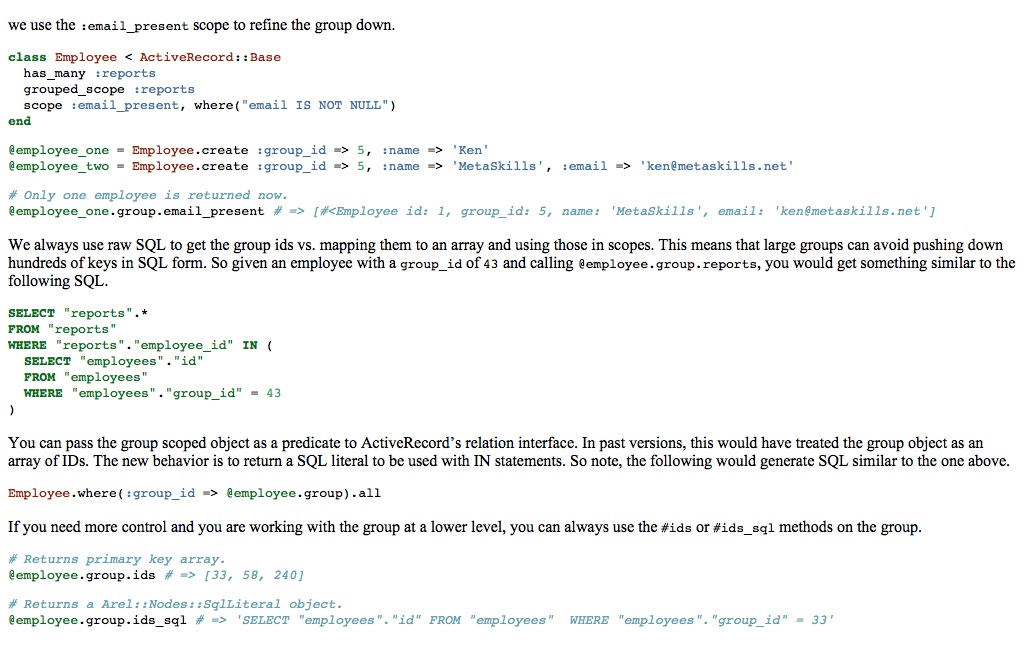 we use the :email_present scope to refine the group down.
class Employee < ActiveRecord::Base
  has_many :reports
  grouped_scope :reports
  scope :email_present, where("email IS NOT NULL")
end
@employee_one = Employee.create :group_id => 5, :name => 'Ken'
@employee_two = Employee.create :group_id => 5, :name => 'MetaSkills', :email => 'ken@metaskills.net'
# Only one employee is returned now.
@employee_one.group.email_present # => [#<Employee id: 1, group_id: 5, name: 'MetaSkills', email: 'ken@metaskills.net']
We always use raw SQL to get the group ids vs. mapping them to an array and using those in scopes. This means that large groups can avoid pushing down
hundreds of keys in SQL form. So given an employee with a group_id of 43 and calling @employee.group.reports, you would get something similar to the
following SQL.
SELECT "reports".*
FROM "reports"
WHERE "reports"."employee_id" IN (
  SELECT "employees"."id"
  FROM "employees"
  WHERE "employees"."group_id" = 43
)
You can pass the group scoped object as a predicate to ActiveRecord’s relation interface. In past versions, this would have treated the group object as an
array of IDs. The new behavior is to return a SQL literal to be used with IN statements. So note, the following would generate SQL similar to the one above.
Employee.where(:group_id => @employee.group).all
If you need more control and you are working with the group at a lower level, you can always use the #ids or #ids_sql methods on the group.
# Returns primary key array.
@employee.group.ids # => [33, 58, 240]
# Returns a Arel::Nodes::SqlLiteral object.
@employee.group.ids_sql # => 'SELECT "employees"."id" FROM "employees"  WHERE "employees"."group_id" = 33'